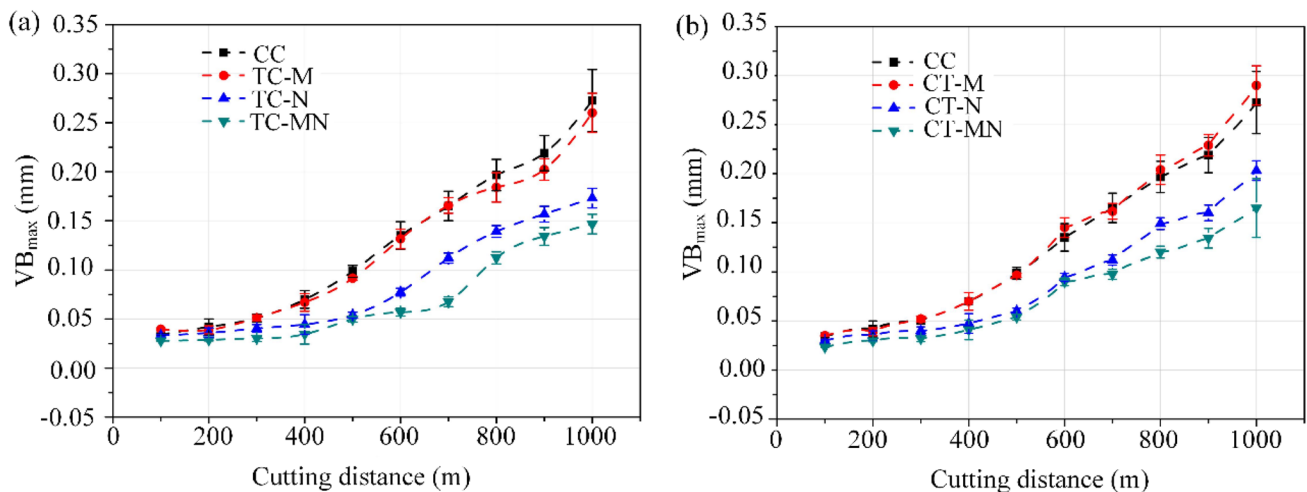 (a)
0.35
0.30
0.25
0.20
0.15
0.10
0.05
0.00
-0.05
VBmax (mm)
CC
TC-M
TC-N
TC-MN
0 200 400 600 800 1000
Cutting distance (m)
(b)
0.35
0.30
0.25
0.20
0.15
0.10
0.05
0.00
-0.05
VBmax (mm)
CC
CT-M
CT-N
CT-MN
0 200 400 600 800 1000
Cutting distance (m)